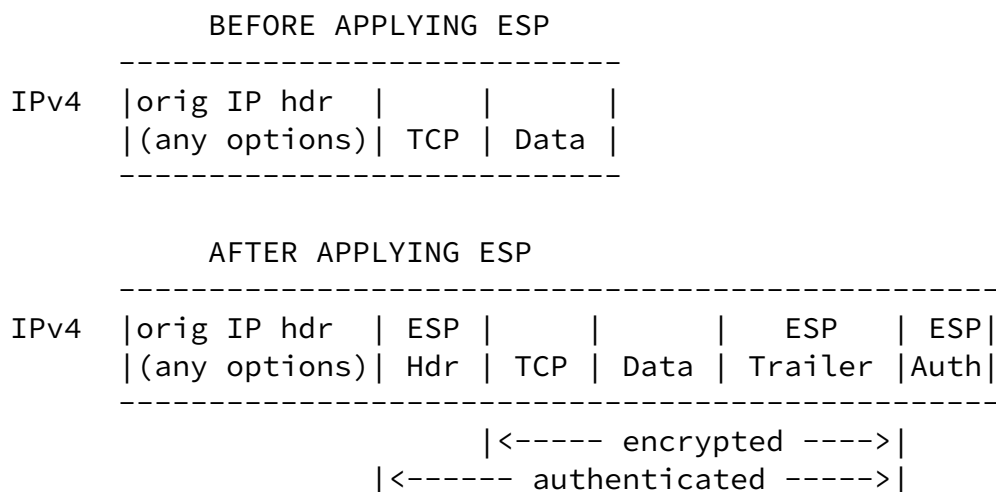 BEFORE APPLYING ESP
       ----------------------------
IPv4   |orig IP hdr  |     |      |
       |(any options)| TCP | Data |
       ----------------------------
            AFTER APPLYING ESP
       -------------------------------------------------
IPv4   |orig IP hdr  | ESP |     |      |   ESP   | ESP|
       |(any options)| Hdr | TCP | Data | Trailer |Auth|
       -------------------------------------------------
                           |<----- encrypted ---->|
                     |<------ authenticated ----->|